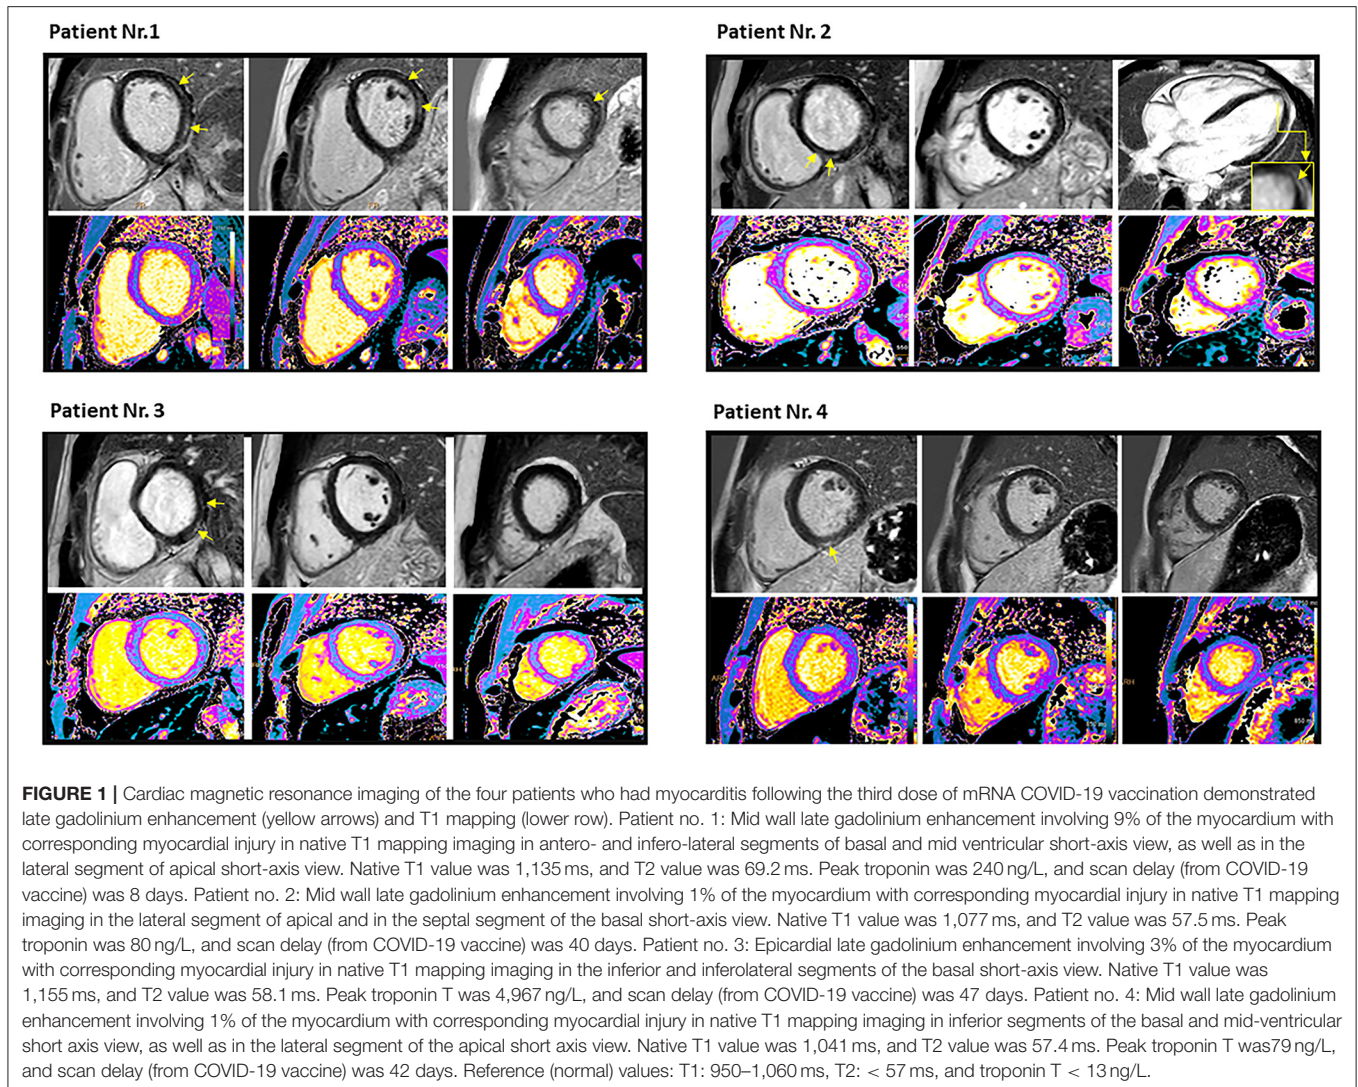 Patient Nr.1
Patient Nr. 2
Patient Nr. 3
Patient Nr. 4
FIGURE 1 | Cardiac magnetic resonance imaging of the four patients who had myocarditis following the third dose of mRNA COVID-19 vaccination demonstrated
late gadolinium enhancement (yellow arrows) and T1 mapping (lower row). Patient no. 1: Mid wall late gadolinium enhancement involving 9% of the myocardium with
corresponding myocardial injury in native T1 mapping imaging in antero- and infero-lateral segments of basal and mid ventricular short-axis view, as well as in the
lateral segment of apical short-axis view. Native T1 value was 1,135 ms, and T2 value was 69.2 ms. Peak troponin was 240 ng/L, and scan delay (from COVID-19
vaccine) was 8 days. Patient no. 2: Mid wall late gadolinium enhancement involving 1% of the myocardium with corresponding myocardial injury in native T1 mapping
imaging in the lateral segment of apical and in the septal segment of the basal short-axis view. Native T1 value was 1,077 ms, and T2 value was 57.5 ms. Peak
troponin was 80 ng/L, and scan delay (from COVID-19 vaccine) was 40 days. Patient no. 3: Epicardial late gadolinium enhancement involving 3% of the myocardium
with corresponding myocardial injury in native T1 mapping imaging in the inferior and inferolateral segments of the basal short-axis view. Native T1 value was
1,155 ms, and T2 value was 58.1 ms. Peak troponin T was 4,967 ng/L, and scan delay (from COVID-19 vaccine) was 47 days. Patient no. 4: Mid wall late gadolinium
enhancement involving 1% of the myocardium with corresponding myocardial injury in native T1 mapping imaging in inferior segments of the basal and mid-ventricular
short axis view, as well as in the lateral segment of the apical short axis view. Native T1 value was 1,041 ms, and T2 value was 57.4 ms. Peak troponin T was79 ng/L,
and scan delay (from COVID-19 vaccine) was 42 days. Reference (normal) values: T1: 950–1,060 ms, T2: < 57 ms, and troponin T < 13 ng/L.